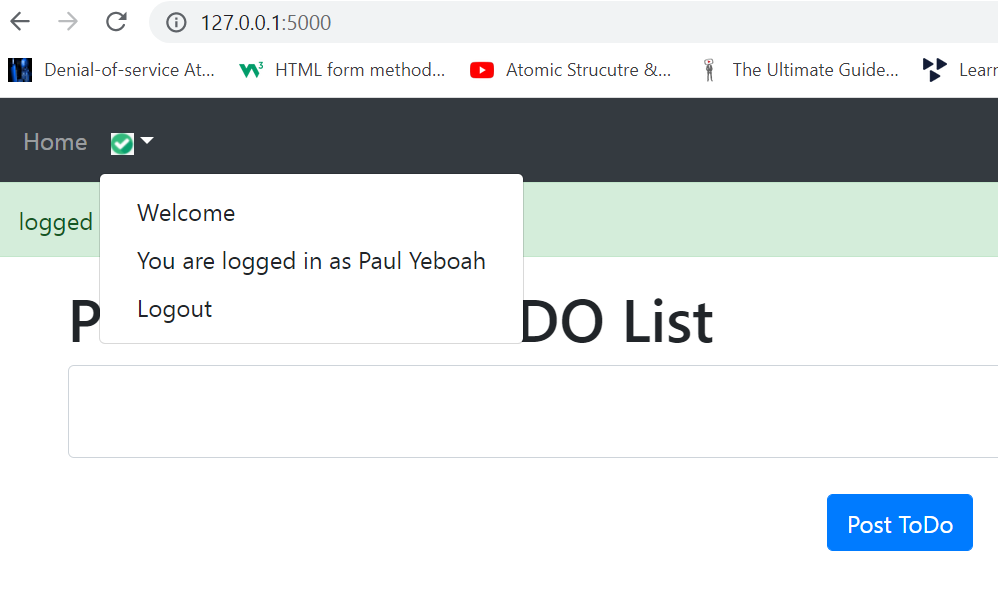 127.0.0.1:5000
Denial-of-service At... W3 HTML form method... Atomic Strucutre &... The Ultimate Guide... Learn
Home
logged
Welcome
You are logged in as Paul Yeboah
Logout
P DO List
Post ToDo